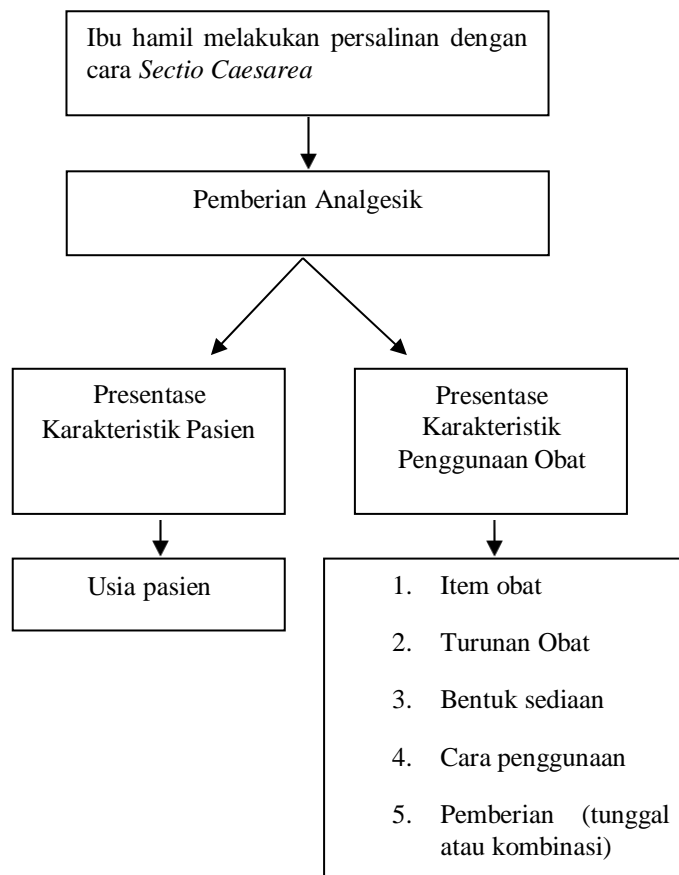 Ibu hamil melakukan persalinan dengan
cara Sectio Caesarea
Pemberian Analgesik
Presentase
Karakteristik Pasien
Presentase
Karakteristik
Penggunaan Obat
Usia pasien
1. Item obat
2. Turunan Obat
3. Bentuk sediaan
4. Cara penggunaan
5. Pemberian (tunggal
atau kombinasi)